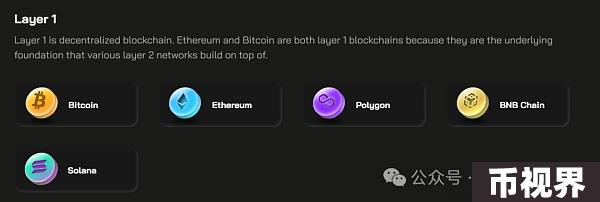 Layer 1
Layer 1 is decentralized blockchain. Ethereum and Bitcoin are both layer 1 blockchains because they are the underlying
foundation that various layer 2 networks build on top of.
Bitcoin
Ethereum
Polygon
BNB Chain
Solana
公众号 ·
币视界